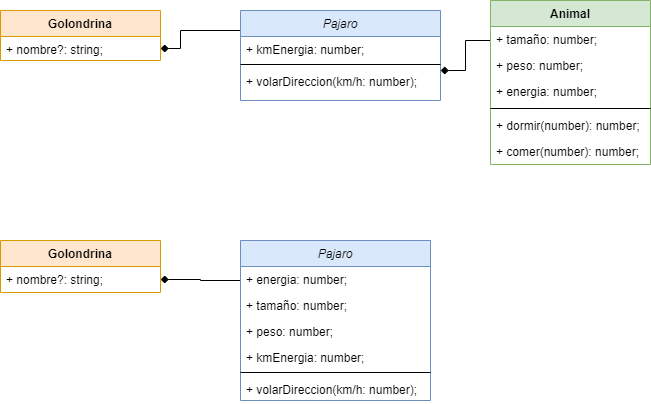 Golondrina
+ nombre?: string;
Pajaro
+ kmEnergia: number;
+ volarDireccion(km/h: number);
Animal
+ tamaño: number;
+ peso: number;
+ energia: number;
+ dormir(number): number;
+ comer(number): number;
Golondrina
+ nombre?: string;
Pajaro
+ energia: number;
+ tamaño: number;
+ peso: number;
+ kmEnergia: number;
+ volarDireccion(km/h: number);